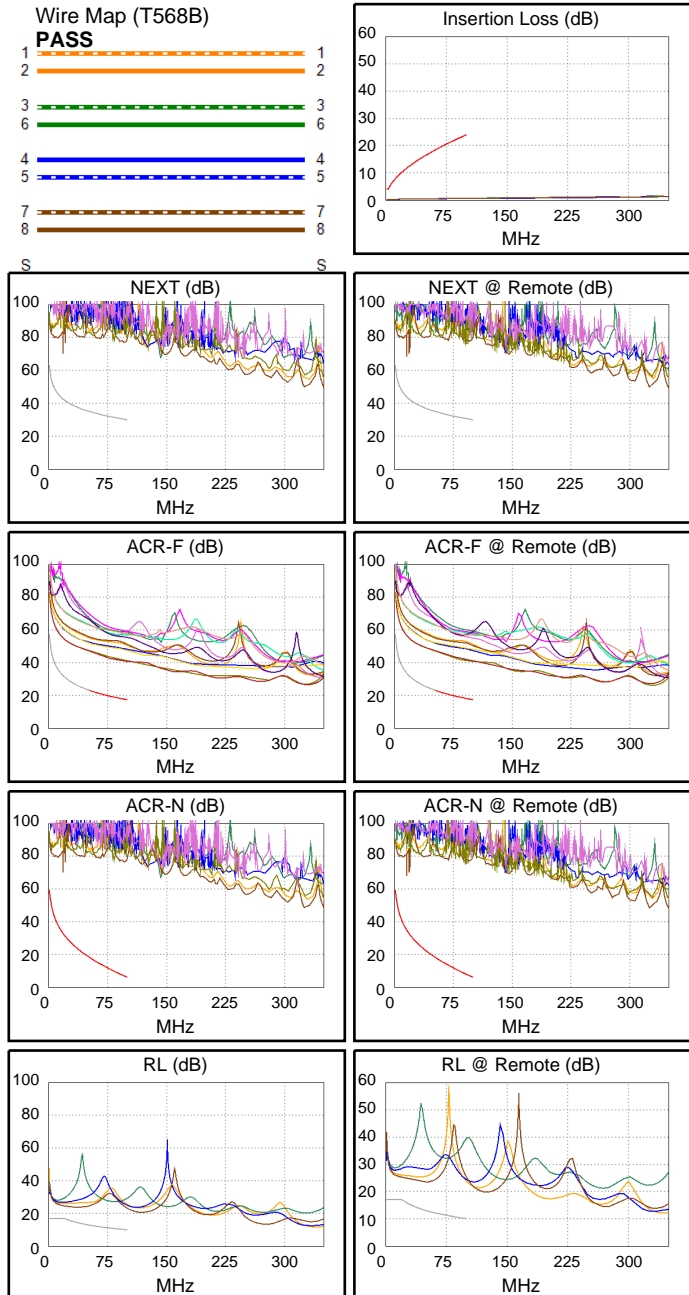 Wire Map (T568B)
PASS
1 1
2 2
3 3
6 6
4 4
5 5
7 7
8 8
S S
Insertion Loss (dB)
60
50
40
30
20
10
0
0 75 150 225 300
MHz
NEXT (dB)
100
80
60
40
20
0
0 75 150 225 300
MHz
NEXT @ Remote (dB)
100
80
60
40
20
0
0 75 150 225 300
MHz
ACR-F (dB)
100
80
60
40
20
0
0 75 150 225 300
MHz
ACR-F @ Remote (dB)
100
80
60
40
20
0
0 75 150 225 300
MHz
ACR-N (dB)
100
80
60
40
20
0
0 75 150 225 300
MHz
ACR-N @ Remote (dB)
100
80
60
40
20
0
0 75 150 225 300
MHz
RL (dB)
100
80
60
40
20
0
0 75 150 225 300
MHz
RL @ Remote (dB)
60
50
40
30
20
10
0
0 75 150 225 300
MHz